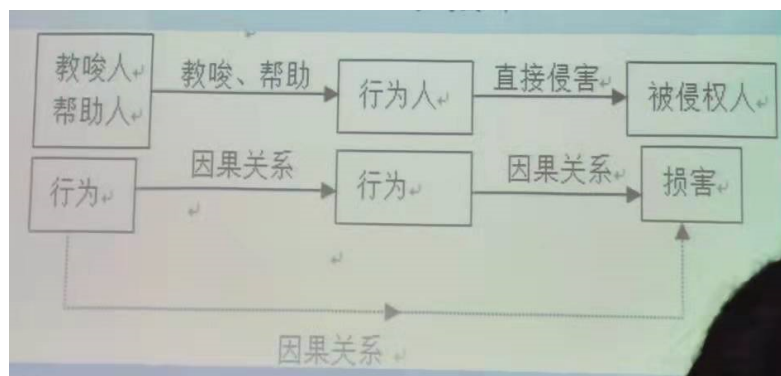 教唆人
帮助人
教唆、帮助
行为人
直接侵害
被侵权人
行为
因果关系
行为
因果关系
损害
因果关系